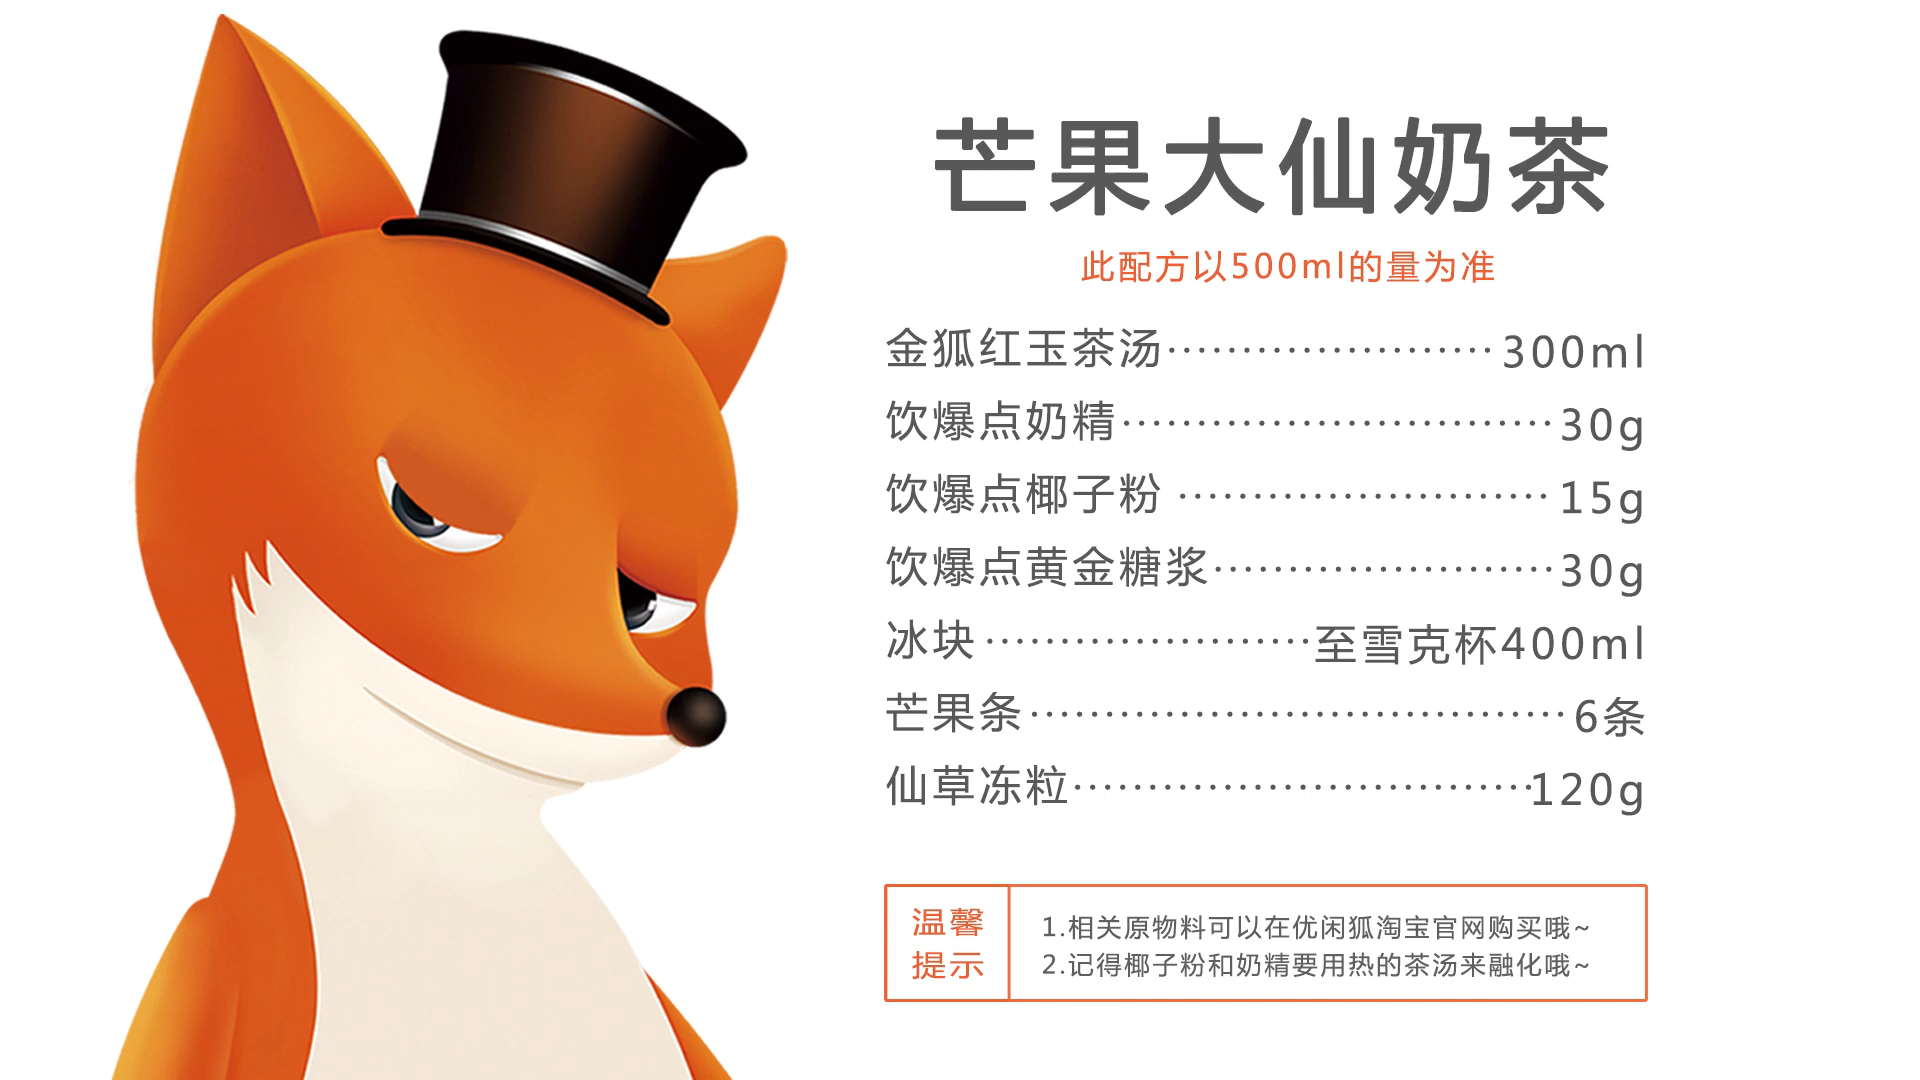 芒果大仙奶茶
此配方以500ml的量为准
金狐红玉茶汤·····················300ml
饮爆点奶精····························30g
饮爆点椰子粉 ························15g
饮爆点黄金糖浆······················30g
冰块 ·····················至雪克杯400ml
芒果条···································6条
仙草冻粒······························120g
温馨
提示
1.相关原物料可以在优闲狐淘宝官网购买哦~
2.记得椰子粉和奶精要用热的茶汤来融化哦~